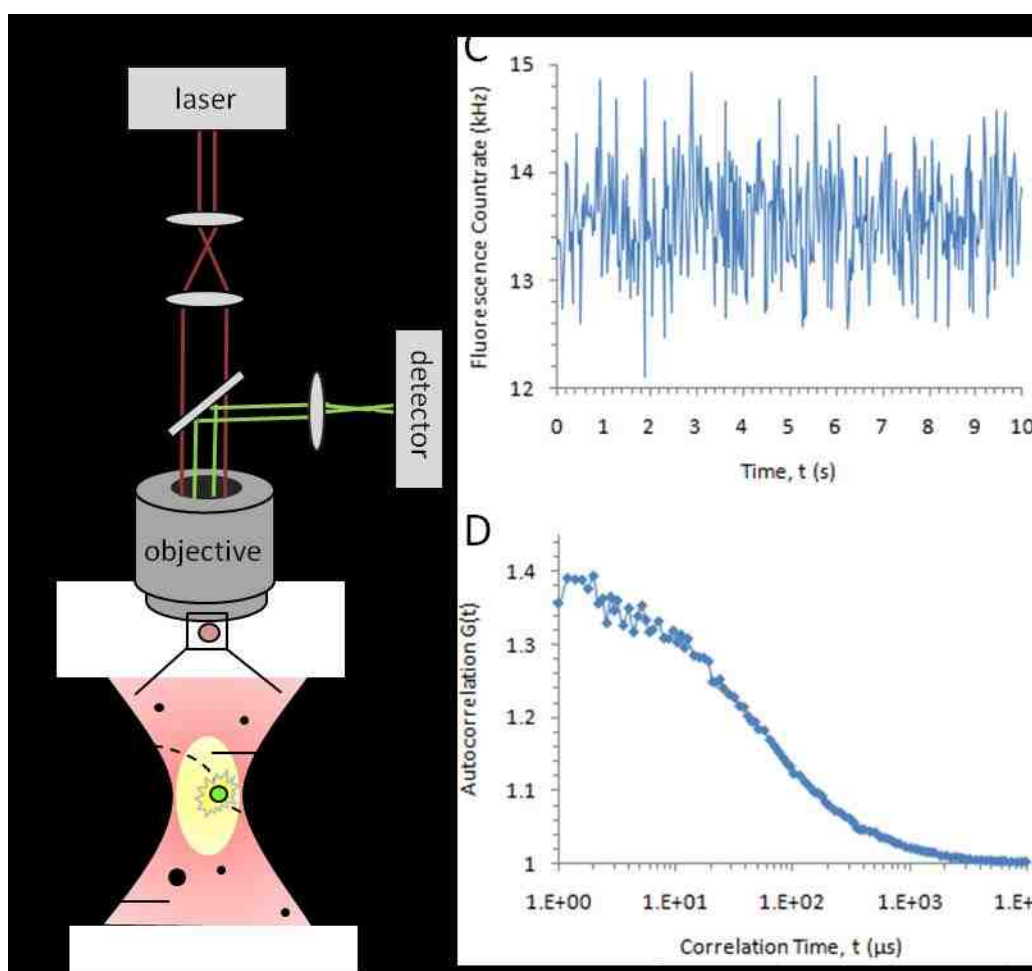 laser
detector
objective
C
Fluorescence Countrate (kHz)
15
14
13
12
0 1 2 3 4 5 6 7 8 9 10
Time, t (s)
D
Autocorrelation G(t)
1.4
1.3
1.2
1.1
1
1.E+00 1.E+01 1.E+02 1.E+03
Correlation Time, t (µs)